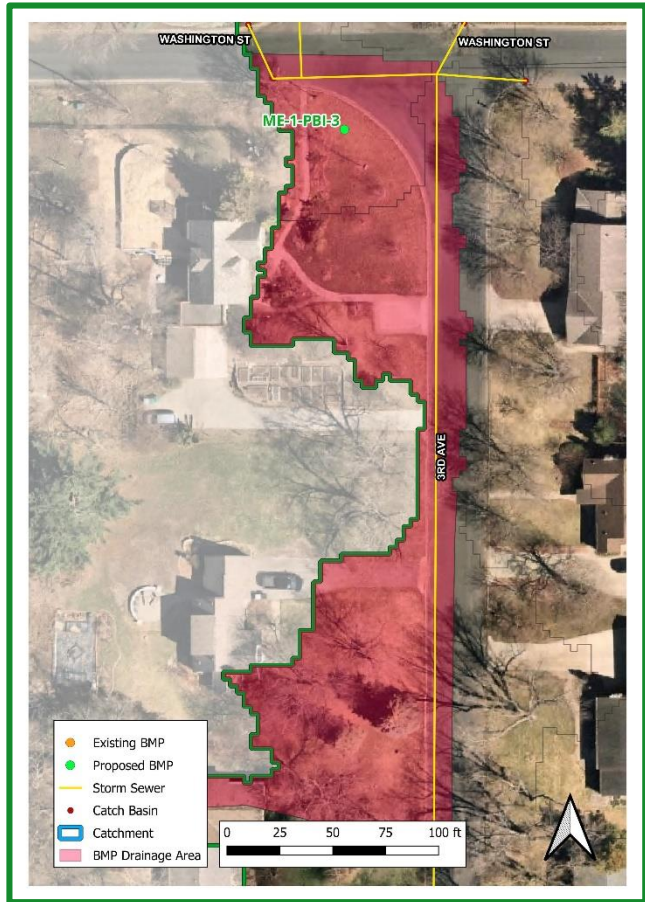 WASHINGTON ST
WASHINGTON ST
ME-1-PBI-3
3RD AVE
Existing BMP
Proposed BMP
Storm Sewer
Catch Basin
Catchment
BMP Drainage Area
0 25 50 75 100 ft